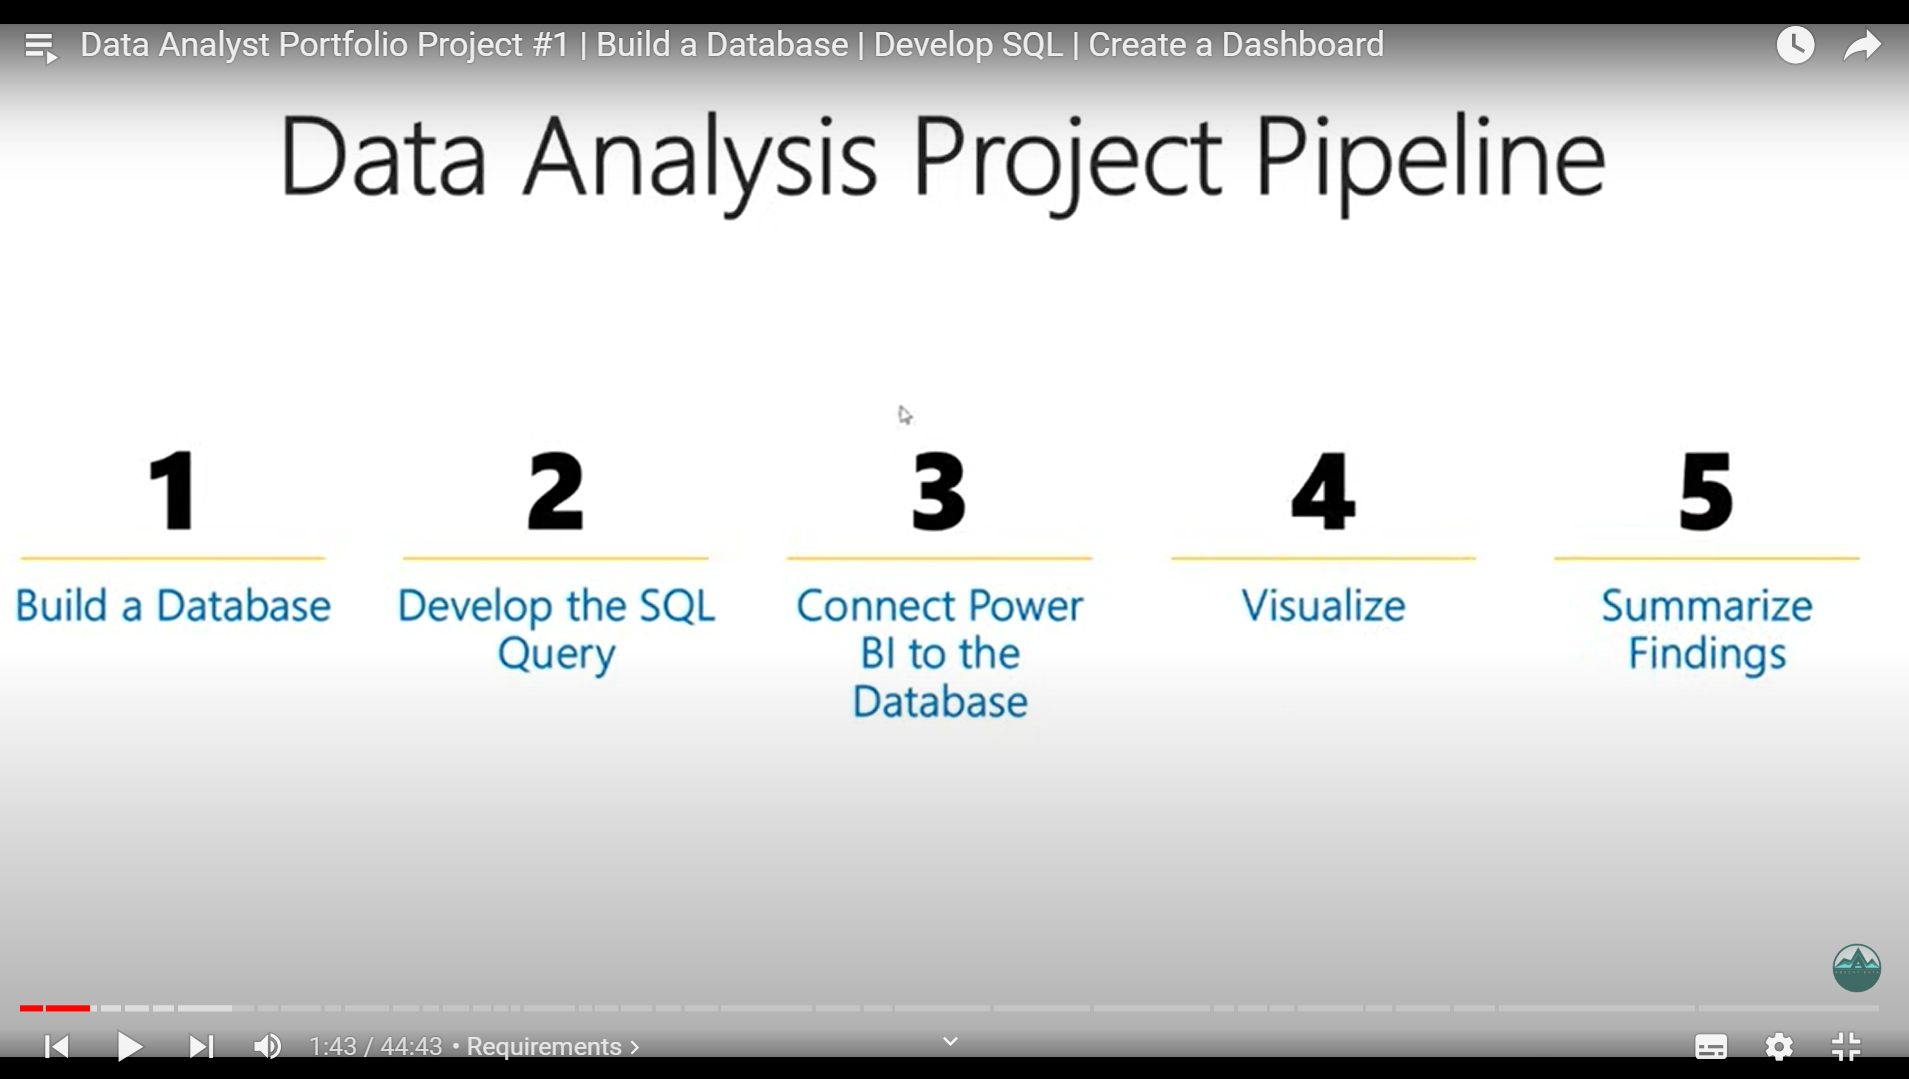 Data Analyst Portfolio Project #1 | Build a Database | Develop SQL | Create a Dashboard
Data Analysis Project Pipeline
1
Build a Database
2
Develop the SQL
Query
3
Connect Power
BI to the
Database
4
Visualize
5
Summarize
Findings
1:43 / 44:43 • Requirements >